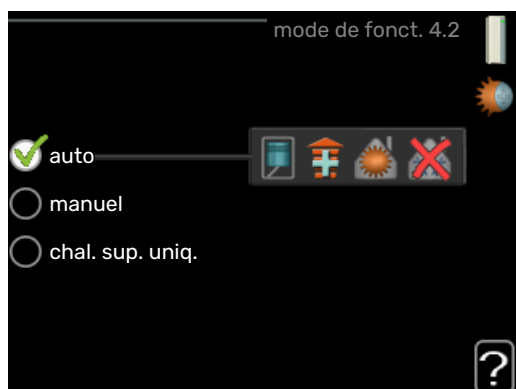 mode de fonct. 4.2
auto
manuel
chal. sup. uniq.
?